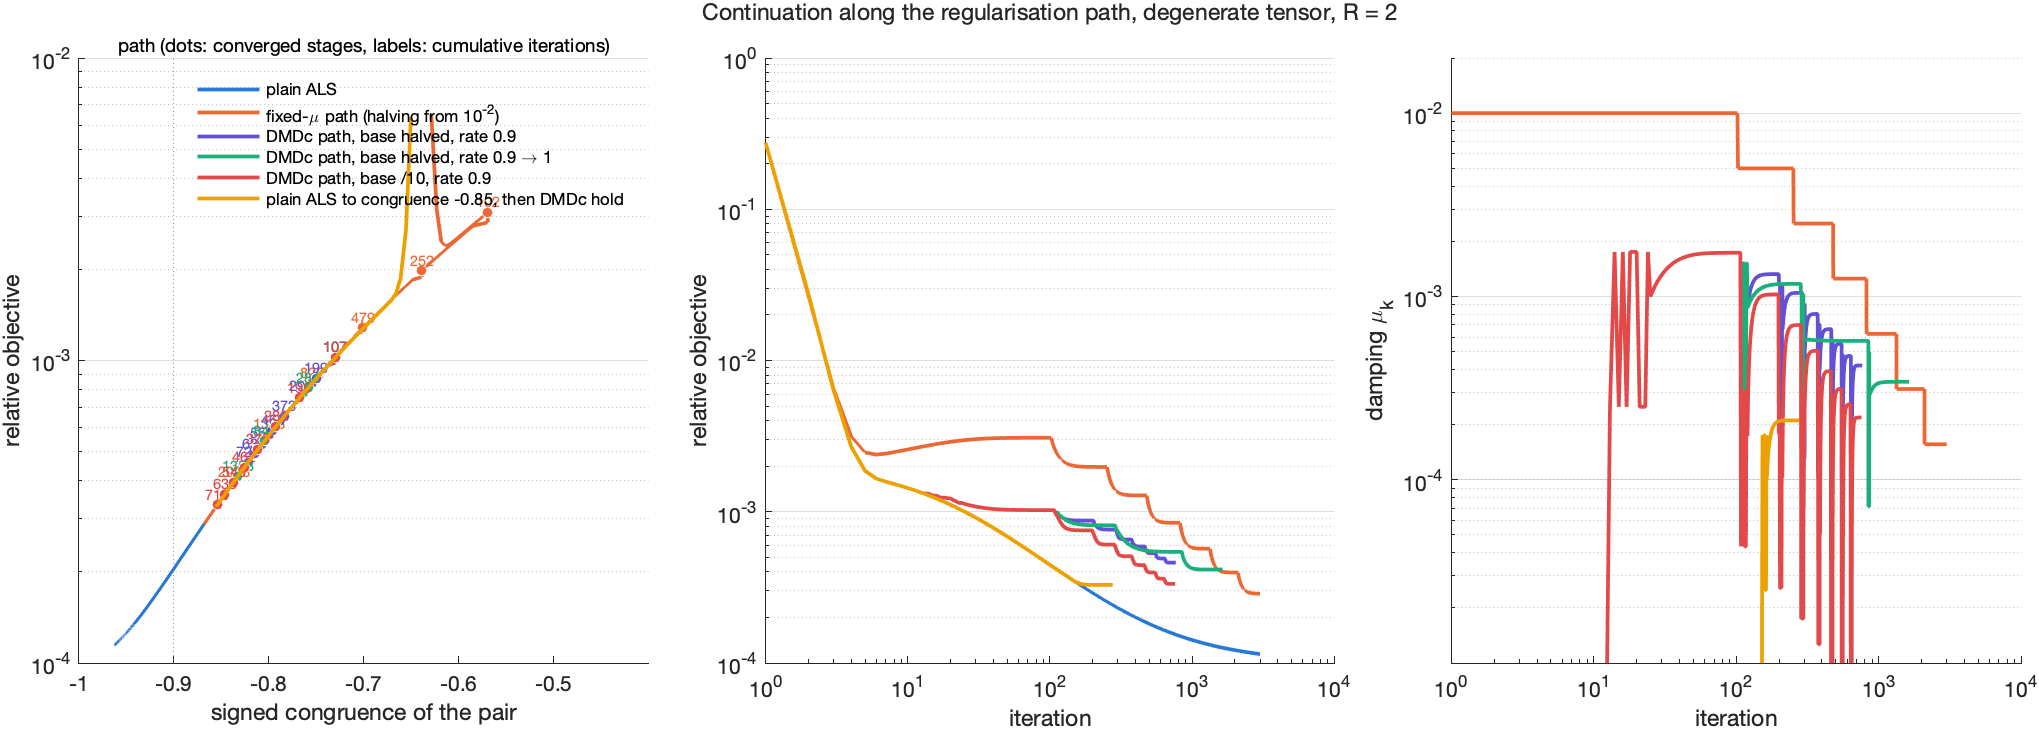 Continuation along the regularisation path, degenerate tensor, R = 2
path (dots: converged stages, labels: cumulative iterations)
10^-2
10^-3
10^-4
relative objective
plain ALS
fixed-μ path (halving from 10^-2)
DMDc path, base halved, rate 0.9
DMDc path, base halved, rate 0.9 → 1
DMDc path, base /10, rate 0.9
plain ALS to congruence -0.85, then DMDc hold
252
479
107
373
-1 -0.9 -0.8 -0.7 -0.6 -0.5
signed congruence of the pair
10^0
10^-1
10^-2
10^-3
10^-4
relative objective
10^0 10^1 10^2 10^3 10^4
iteration
10^-2
10^-3
10^-4
damping μ_k
10^0 10^1 10^2 10^3 10^4
iteration